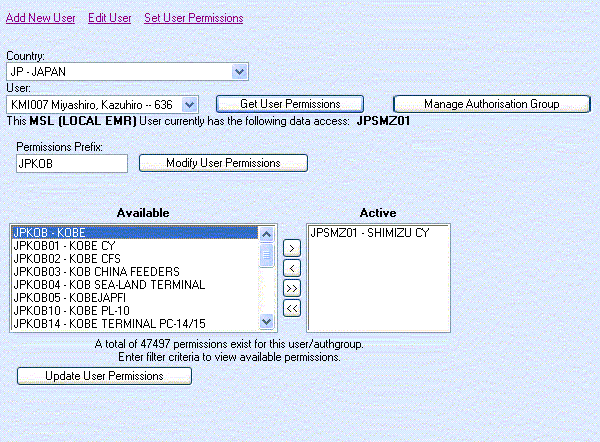 Add New User Edit User Set User Permissions
Country:
JP - JAPAN
User:
KMI007 Miyashiro, Kazuhiro -- 636 Get User Permissions Manage Authorisation Group
This MSL (LOCAL EMR) User currently has the following data access: JPSMZ01
Permissions Prefix:
JPKOB Modify User Permissions
Available Active
JPKOB - KOBE JPSMZ01 - SHIMIZU CY
JPKOB01 - KOBE CY >
JPKOB02 - KOBE CFS
JPKOB03 - KOB CHINA FEEDERS <
JPKOB04 - KOB SEA-LAND TERMINAL >>
JPKOB05 - KOBEJAPFI
JPKOB10 - KOBE PL-10 <<
JPKOB14 - KOBE TERMINAL PC-14/15
A total of 47497 permissions exist for this user/authgroup.
Enter filter criteria to view available permissions.
Update User Permissions